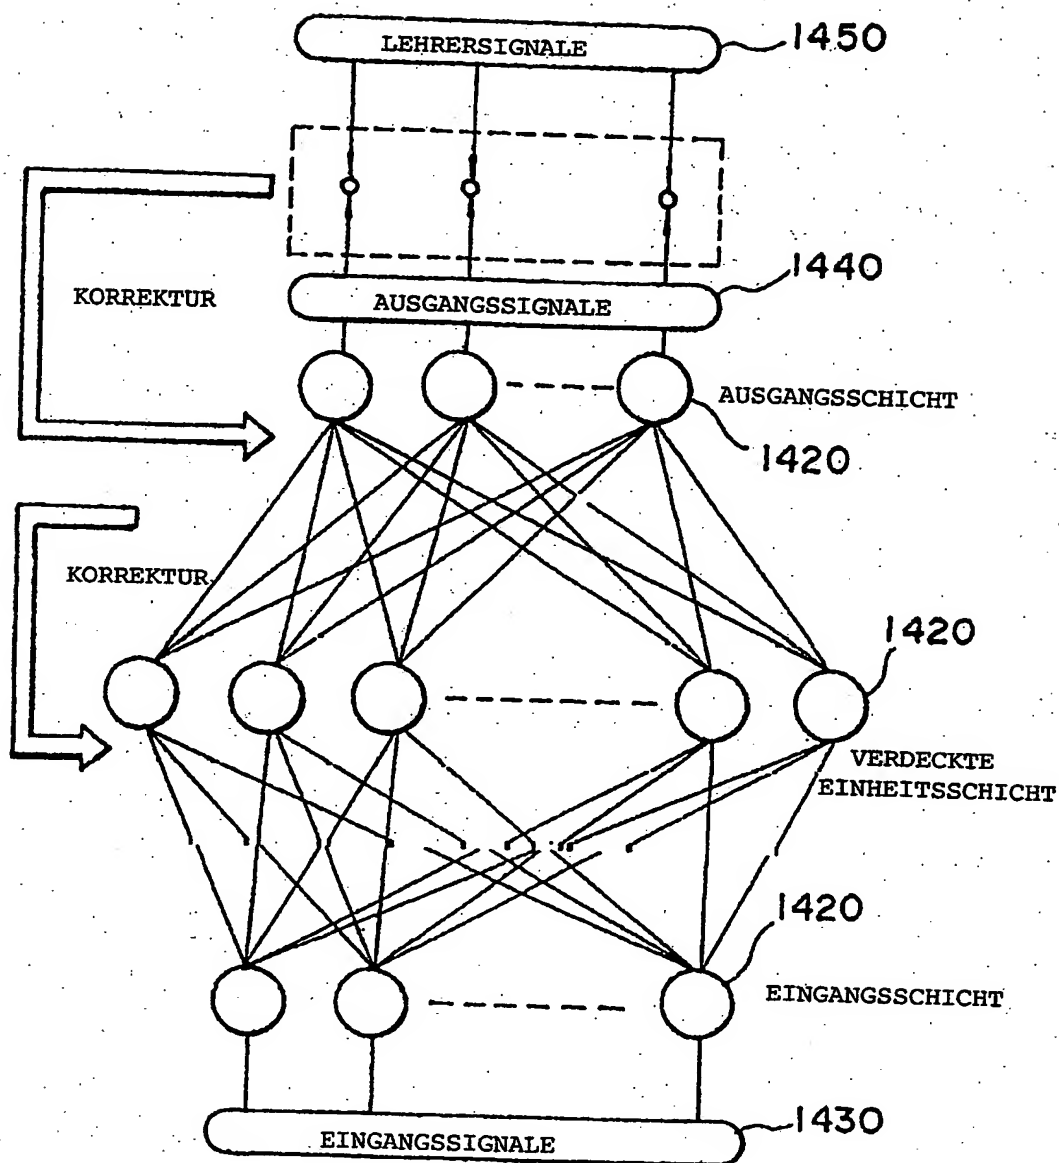 LEHRERSIGNALE
1450
KORREKTUR
1440
AUSGANGSSIGNALE
AUSGANGSSCHICHT
1420
KORREKTUR
1420
VERDECKTE
EINHEITSSCHICHT
1420
EINGANGSSCHICHT
1430
EINGANGSSIGNALE